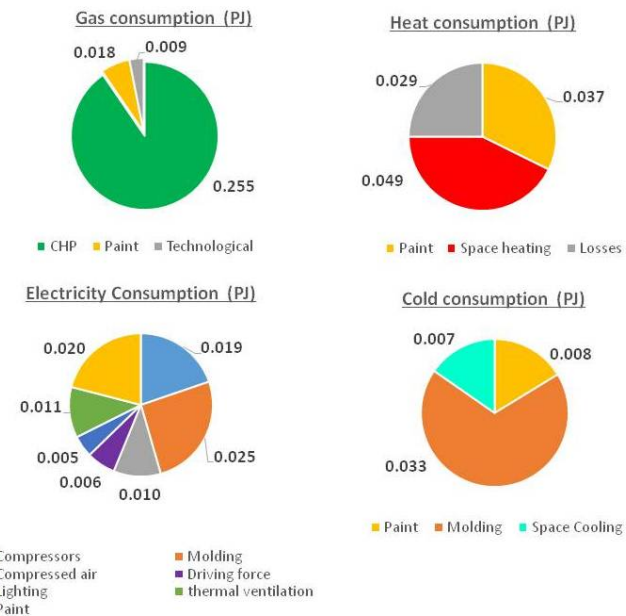 Gas consumption (PJ)
0.018
0.009
0.255
CHP Paint Technological
Heat consumption (PJ)
0.029
0.037
0.049
Paint Space heating Losses
Electricity Consumption (PJ)
0.020
0.019
0.011
0.025
0.005
0.006
0.010
Compressors Molding
Compressed air Driving force
Lighting thermal ventilation
Paint
Cold consumption (PJ)
0.007
0.008
0.033
Paint Molding Space Cooling